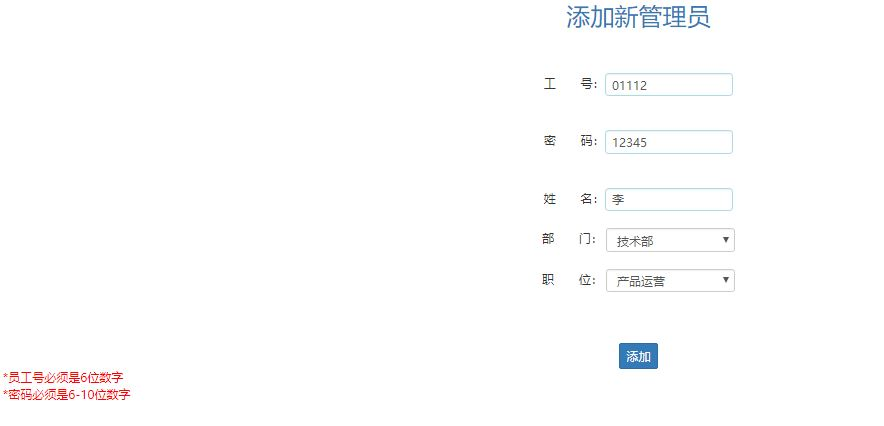 添加新管理员
工 号: 01112
密 码: 12345
姓 名: 李
部 门: 技术部
职 位: 产品运营
添加
*员工号必须是6位数字
*密码必须是6-10位数字